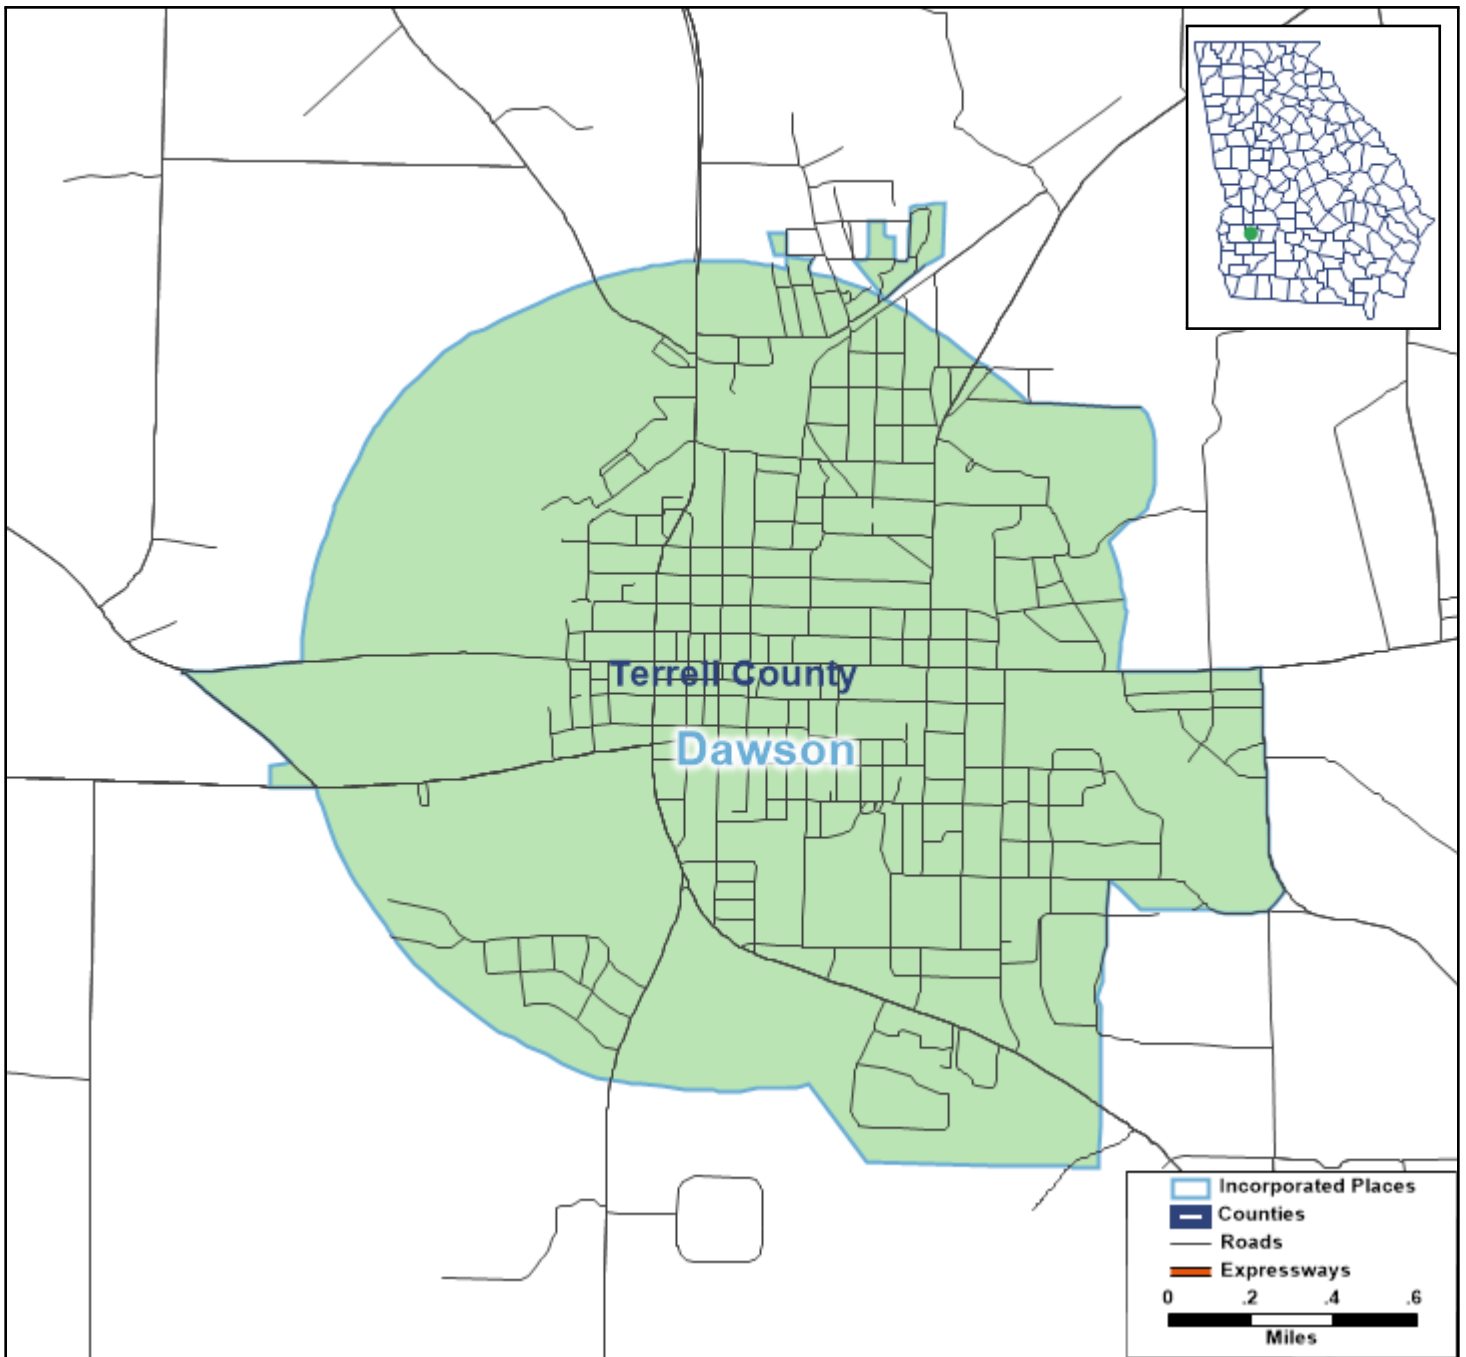 Terrell County
Dawson
Incorporated Places
Counties
Roads
Expressways
0 .2 .4 .6
Miles